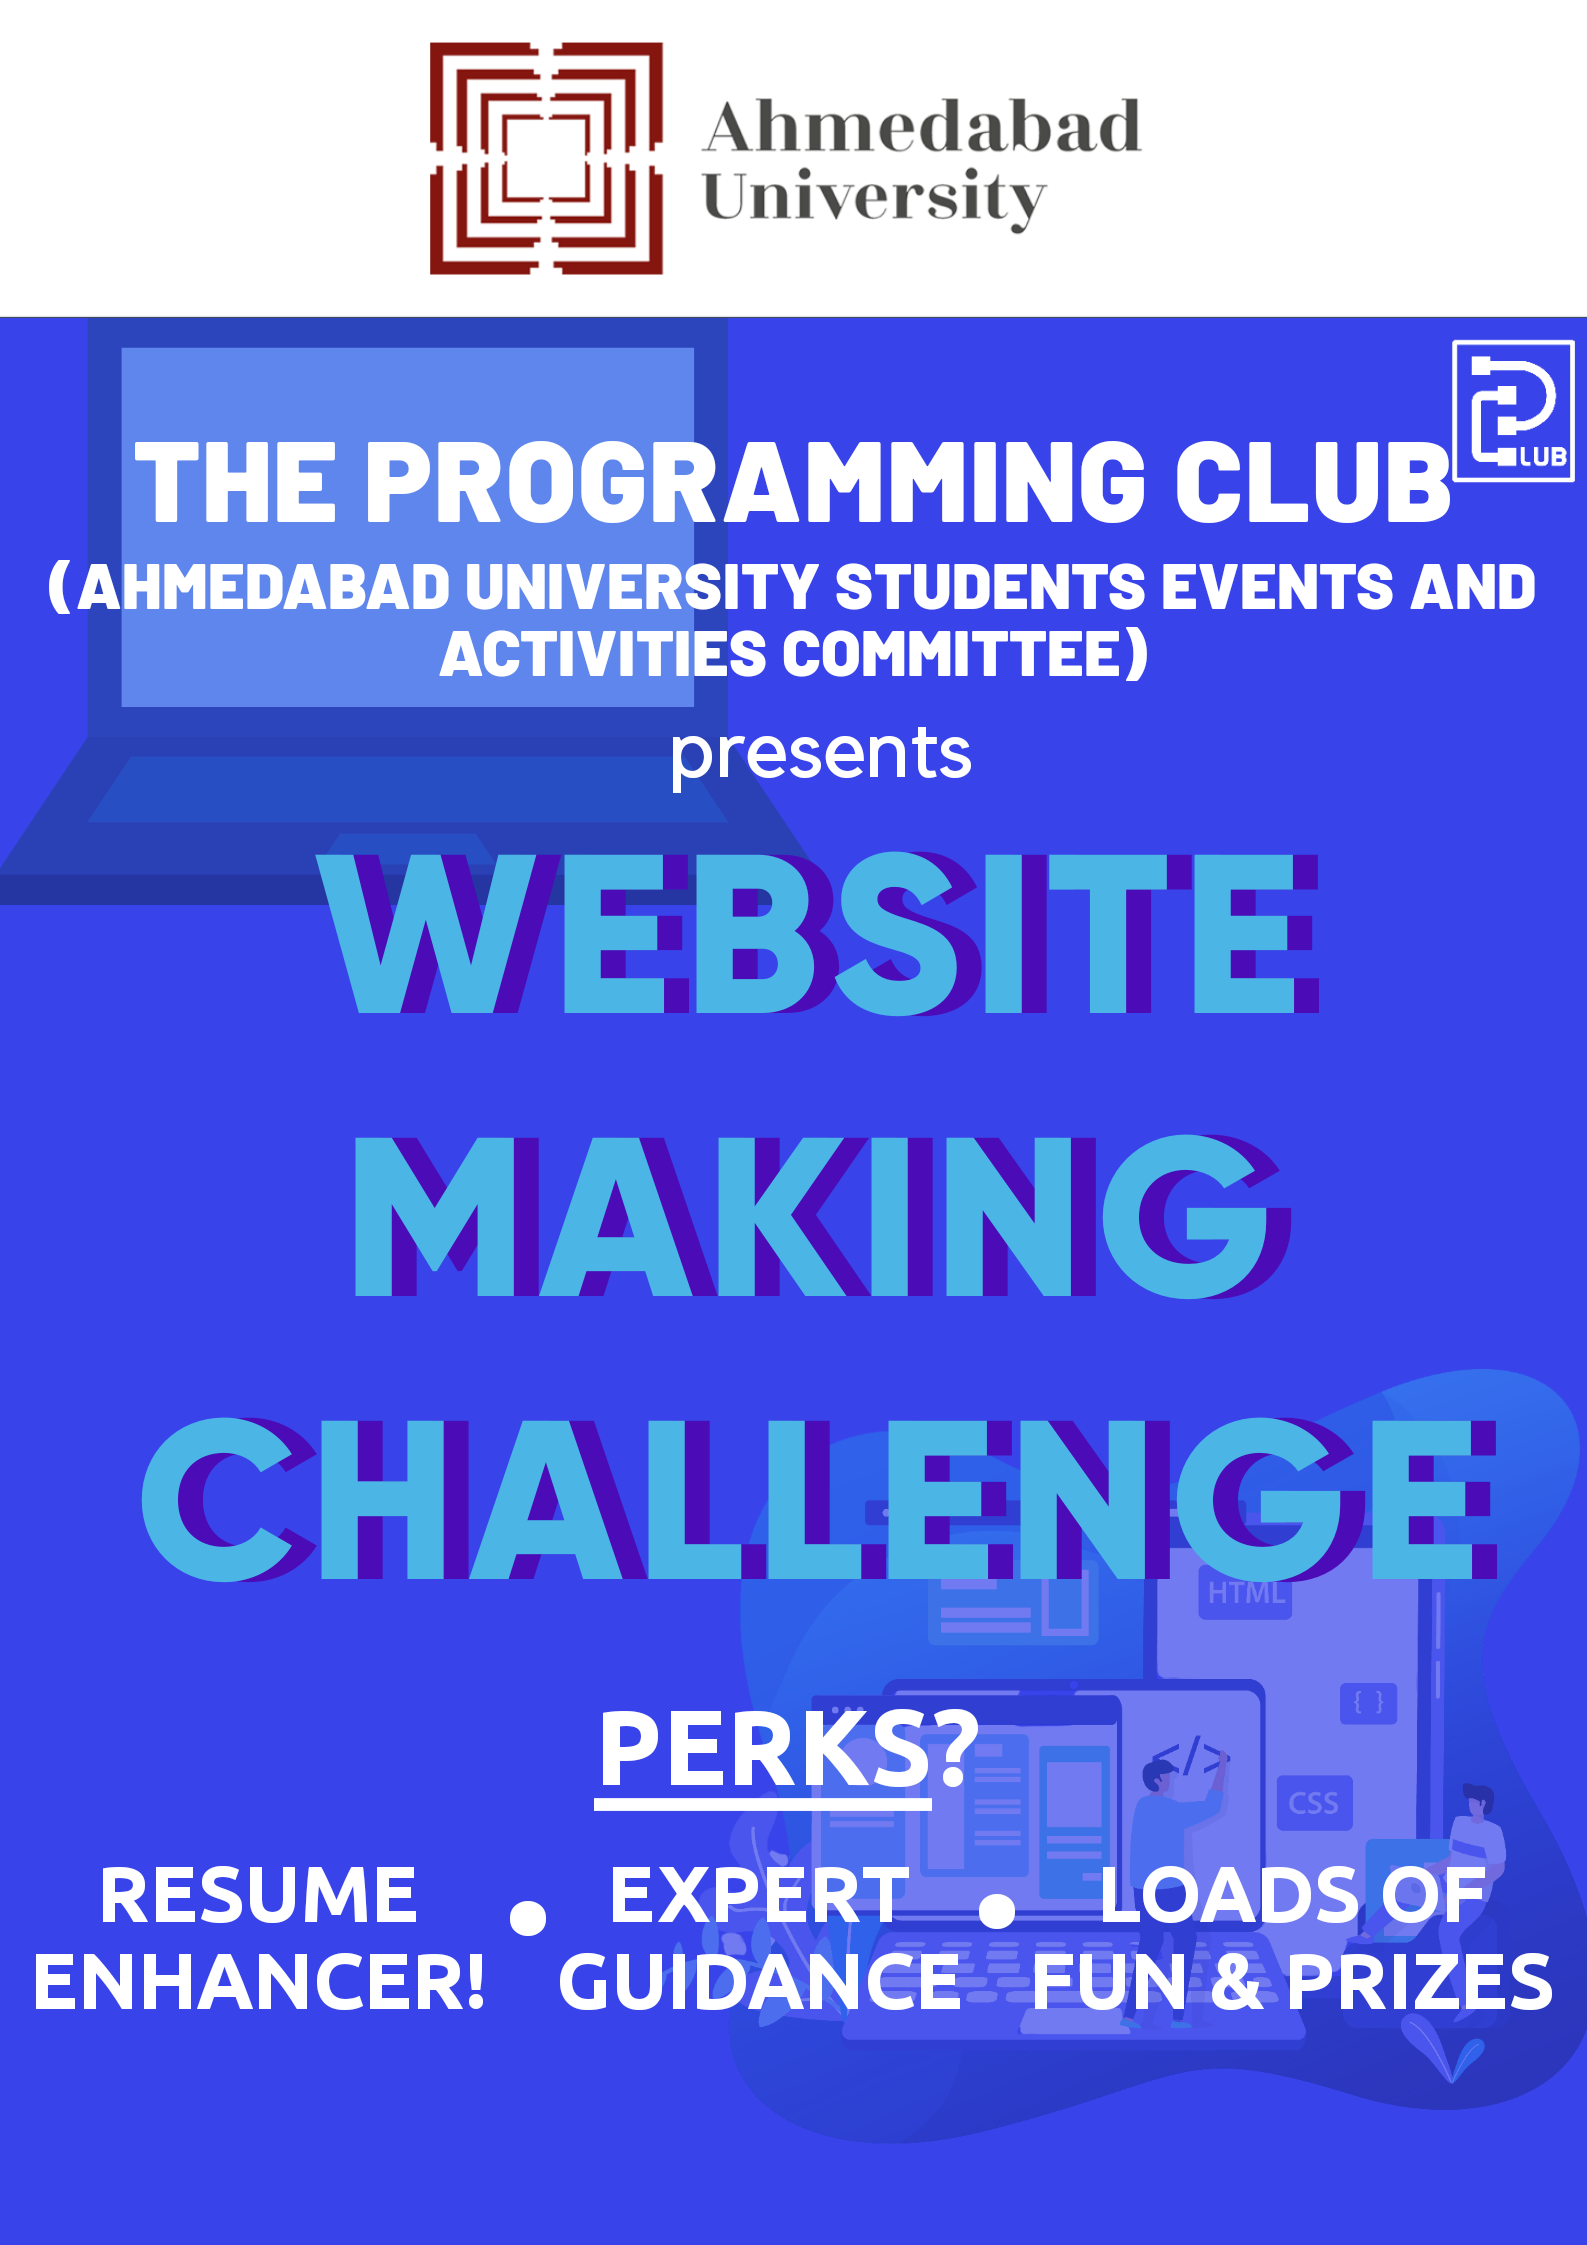 Ahmedabad
University
LUB
THE PROGRAMMING CLUB
(AHMEDABAD UNIVERSITY STUDENTS EVENTS AND
ACTIVITIES COMMITTEE)
presents
WEBSITE
MAKING
CHALLENGE
HTML
{ }
PERKS?
</>
CSS
RESUME
ENHANCER!
• EXPERT
GUIDANCE
• LOADS OF
FUN & PRIZES